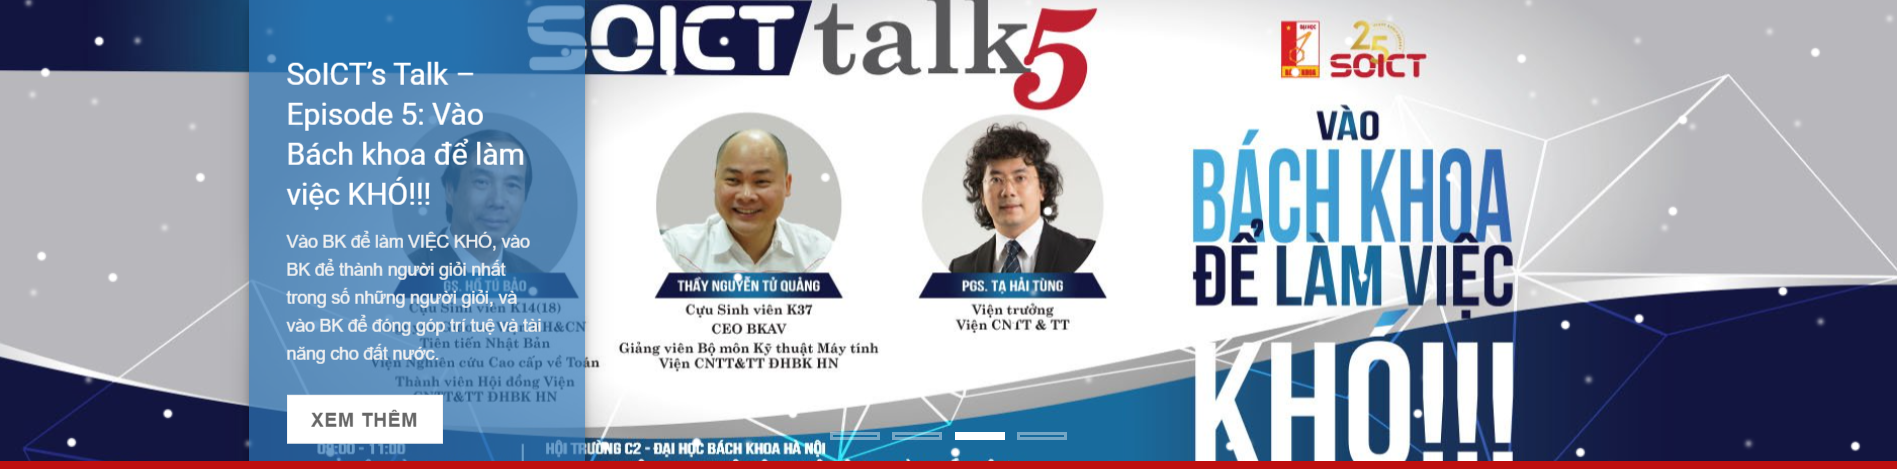 SOICT talk 5
25
SOICT
SoICT's Talk –
Episode 5: Vào
Bách khoa để làm
việc KHÓ!!!
Vào BK để làm VIỆC KHÓ, vào
BK để thành người giỏi nhất
trong số những người giỏi, và
vào BK để đóng góp trí tuệ và tài
năng cho đất nước.
XEM THÊM
GS. HỒ TÚ BẢO
Cựu Sinh viên K14(18)
H&CN
Tiên tiến Nhật Bản
Viện Nghiên cứu Cao cấp về Toán
Thành viên Hội đồng Viện
CNTT&TT ĐHBK HN
THẦY NGUYỄN TỬ QUẢNG
Cựu Sinh viên K37
CEO BKAV
Giảng viên Bộ môn Kỹ thuật Máy tính
Viện CNTT&TT ĐHBK HN
PGS. TẠ HẢI TÙNG
Viện trưởng
Viện CNTT & TT
VÀO
BÁCH KHOA
ĐỂ LÀM VIỆC
KHÓ!!!
08:00 - 11:00
HỘI TRƯỜNG C2 - ĐẠI HỌC BÁCH KHOA HÀ NỘI